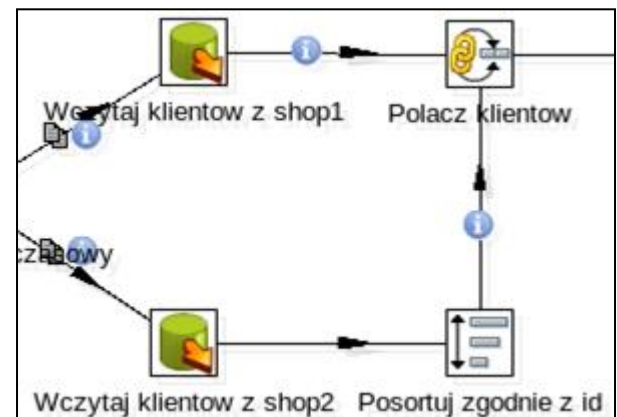 Wczytaj klientow z shop1
Polacz klientow
Wczytaj klientow z shop2
Posortuj zgodnie z id